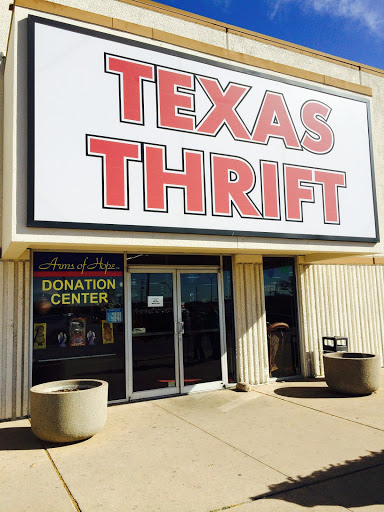 TEXAS
THRIFT
Arms of Hope
DONATION
CENTER